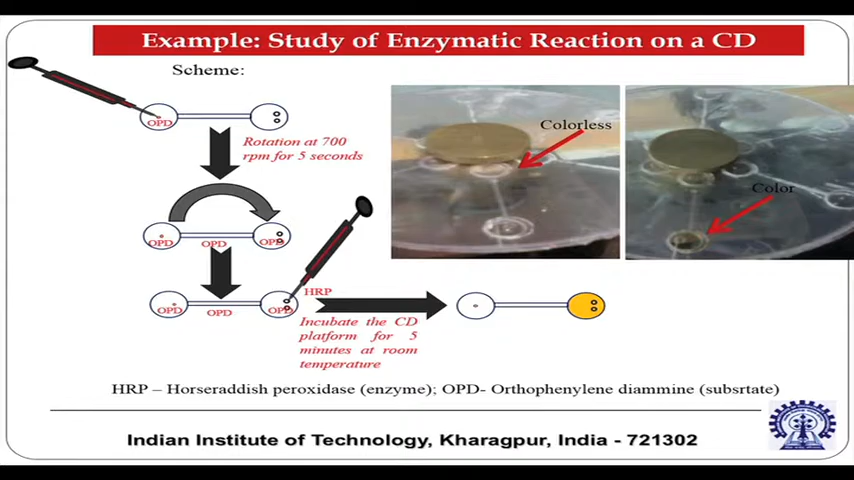 Example: Study of Enzymatic Reaction on a CD
Scheme:
OPD
Rotation at 700
rpm for 5 seconds
Colorless
Color
OPD
OPD
OPD
HRP
OPD
OPD
OPD
Incubate the CD
platform for 5
minutes at room
temperature
HRP – Horseraddish peroxidase (enzyme); OPD- Orthophenylene diammine (subsrtate)
Indian Institute of Technology, Kharagpur, India - 721302